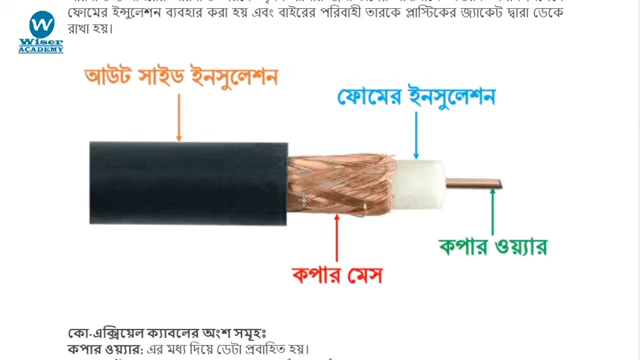 ফোমের ইন্সুলেশন ব্যবহার করা হয় এবং বাইরের পরিবাহী তারকে প্লাস্টিকের জ্যাকেট দ্বারা ঢেকে
রাখা হয়।
Wiser
ACADEMY
আউট সাইড ইনসুলেশন
ফোমের ইনসুলেশন
কপার ওয়্যার
কপার মেস
কো-এক্সিয়েল ক্যাবলের অংশ সমূহঃ
কপার ওয়্যার: এর মধ্য দিয়ে ডেটা প্রবাহিত হয়।